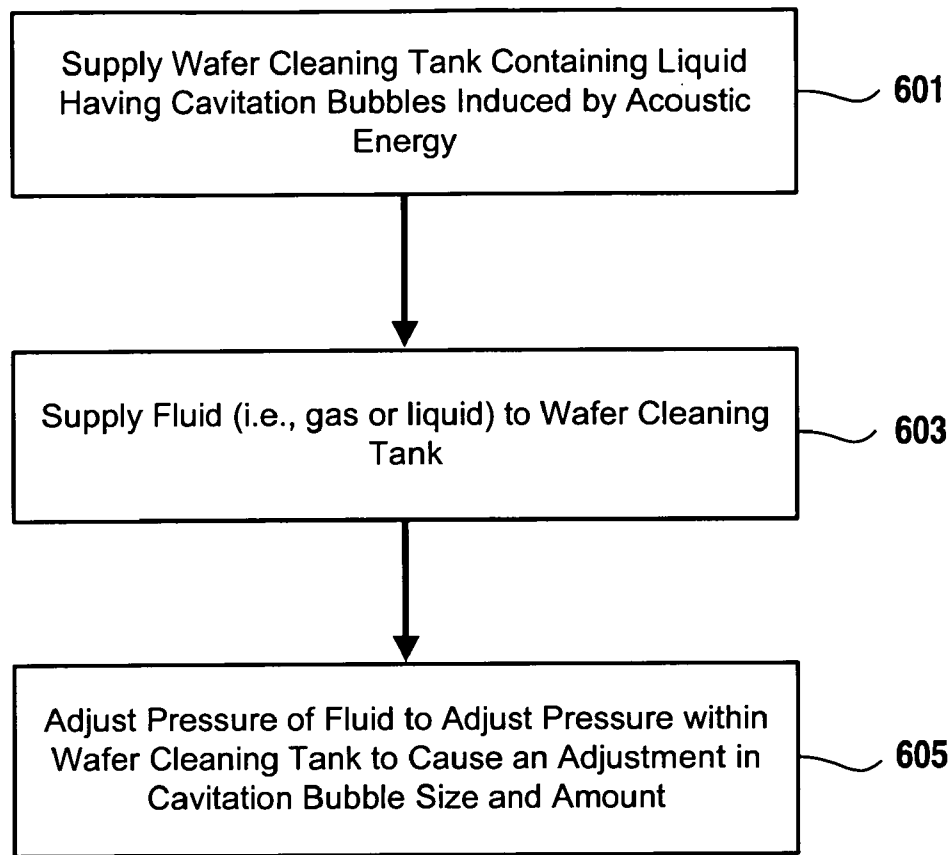 Supply Wafer Cleaning Tank Containing Liquid
Having Cavitation Bubbles Induced by Acoustic
Energy
601
Supply Fluid (i.e., gas or liquid) to Wafer Cleaning
Tank
603
Adjust Pressure of Fluid to Adjust Pressure within
Wafer Cleaning Tank to Cause an Adjustment in
Cavitation Bubble Size and Amount
605